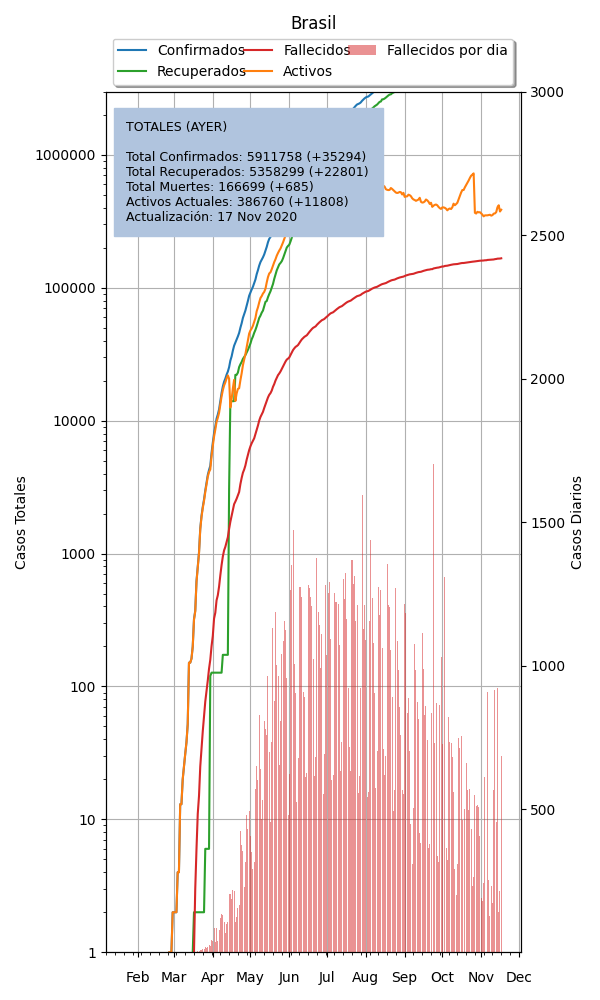 Brasil
Confirmados
Recuperados
Fallecidos
Activos
Fallecidos por dia
TOTALES (AYER)
Total Confirmados: 5911758 (+35294)
Total Recuperados: 5358299 (+22801)
Total Muertes: 166699 (+685)
Activos Actuales: 386760 (+11808)
Actualización: 17 Nov 2020
Casos Totales
1000000
100000
10000
1000
100
10
1
3000
2500
2000
1500
1000
500
Casos Diarios
Feb Mar Apr May Jun Jul Aug Sep Oct Nov Dec